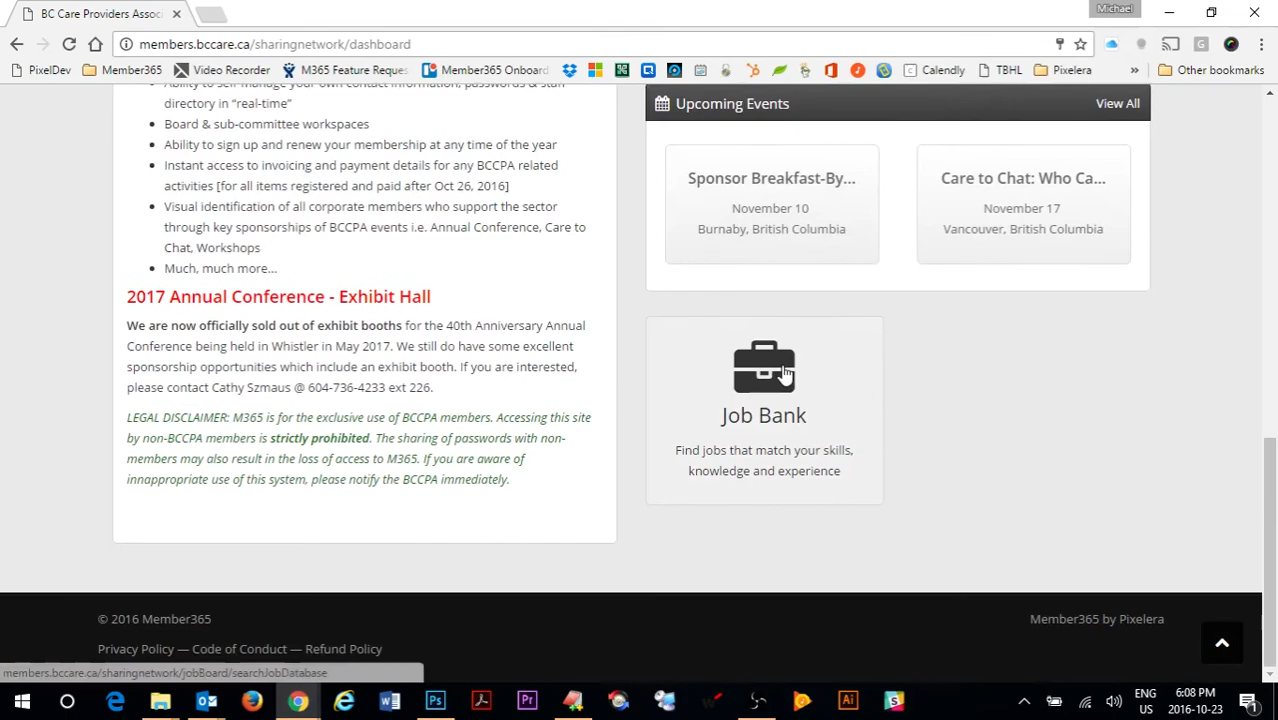 BC Care Providers Assoc
Michael
members.bccare.ca/sharingnetwork/dashboard
PixelDev
Member365
Video Recorder
M365 Feature Reques
Member365 Onboard
Calendly
TBHL
Pixelera
Other bookmarks
Ability to self manage your own contact information, passwords & staff
directory in “real-time”
Board & sub-committee workspaces
Ability to sign up and renew your membership at any time of the year
Instant access to invoicing and payment details for any BCCPA related
activities [for all items registered and paid after Oct 26, 2016]
Visual identification of all corporate members who support the sector
through key sponsorships of BCCPA events i.e. Annual Conference, Care to
Chat, Workshops
Much, much more...
2017 Annual Conference - Exhibit Hall
We are now officially sold out of exhibit booths for the 40th Anniversary Annual
Conference being held in Whistler in May 2017. We still do have some excellent
sponsorship opportunities which include an exhibit booth. If you are interested,
please contact Cathy Szmaus @ 604-736-4233 ext 226.
LEGAL DISCLAIMER: M365 is for the exclusive use of BCCPA members. Accessing this site
by non-BCCPA members is strictly prohibited. The sharing of passwords with non-
members may also result in the loss of access to M365. If you are aware of
innappropriate use of this system, please notify the BCCPA immediately.
Upcoming Events
View All
Sponsor Breakfast-By...
November 10
Burnaby, British Columbia
Care to Chat: Who Ca...
November 17
Vancouver, British Columbia
Job Bank
Find jobs that match your skills,
knowledge and experience
© 2016 Member365
Member365 by Pixelera
Privacy Policy — Code of Conduct — Refund Policy
members.bccare.ca/sharingnetwork/jobBoard/searchJobDatabase
ENG
US
6:08 PM
2016-10-23